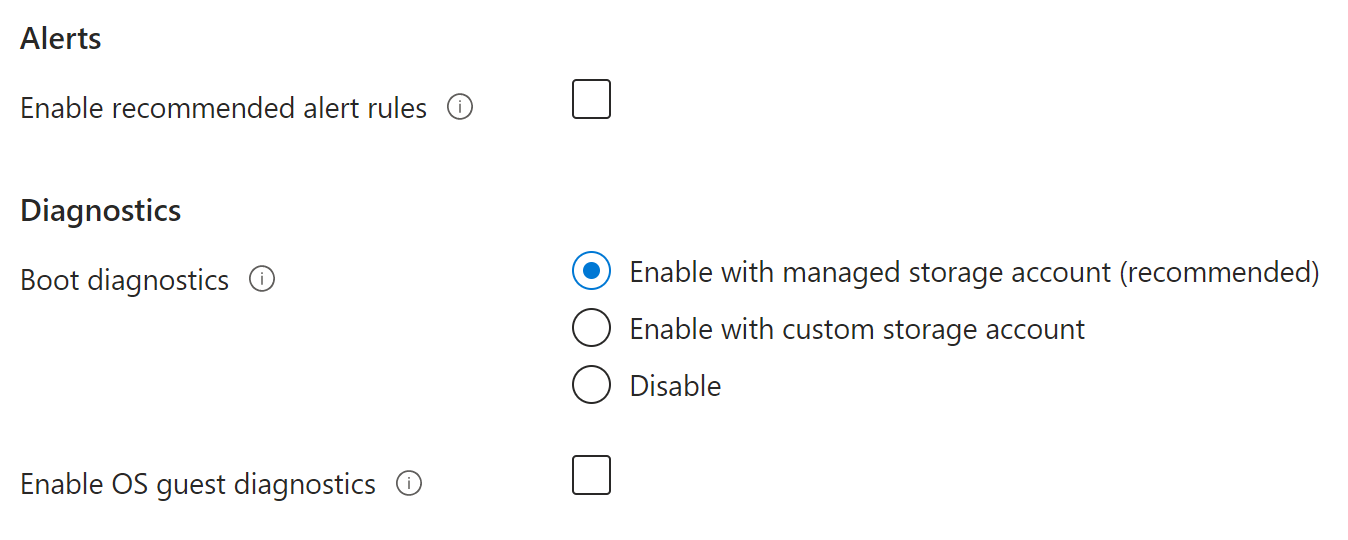 Alerts
Enable recommended alert rules
Diagnostics
Boot diagnostics
Enable with managed storage account (recommended)
Enable with custom storage account
Disable
Enable OS guest diagnostics